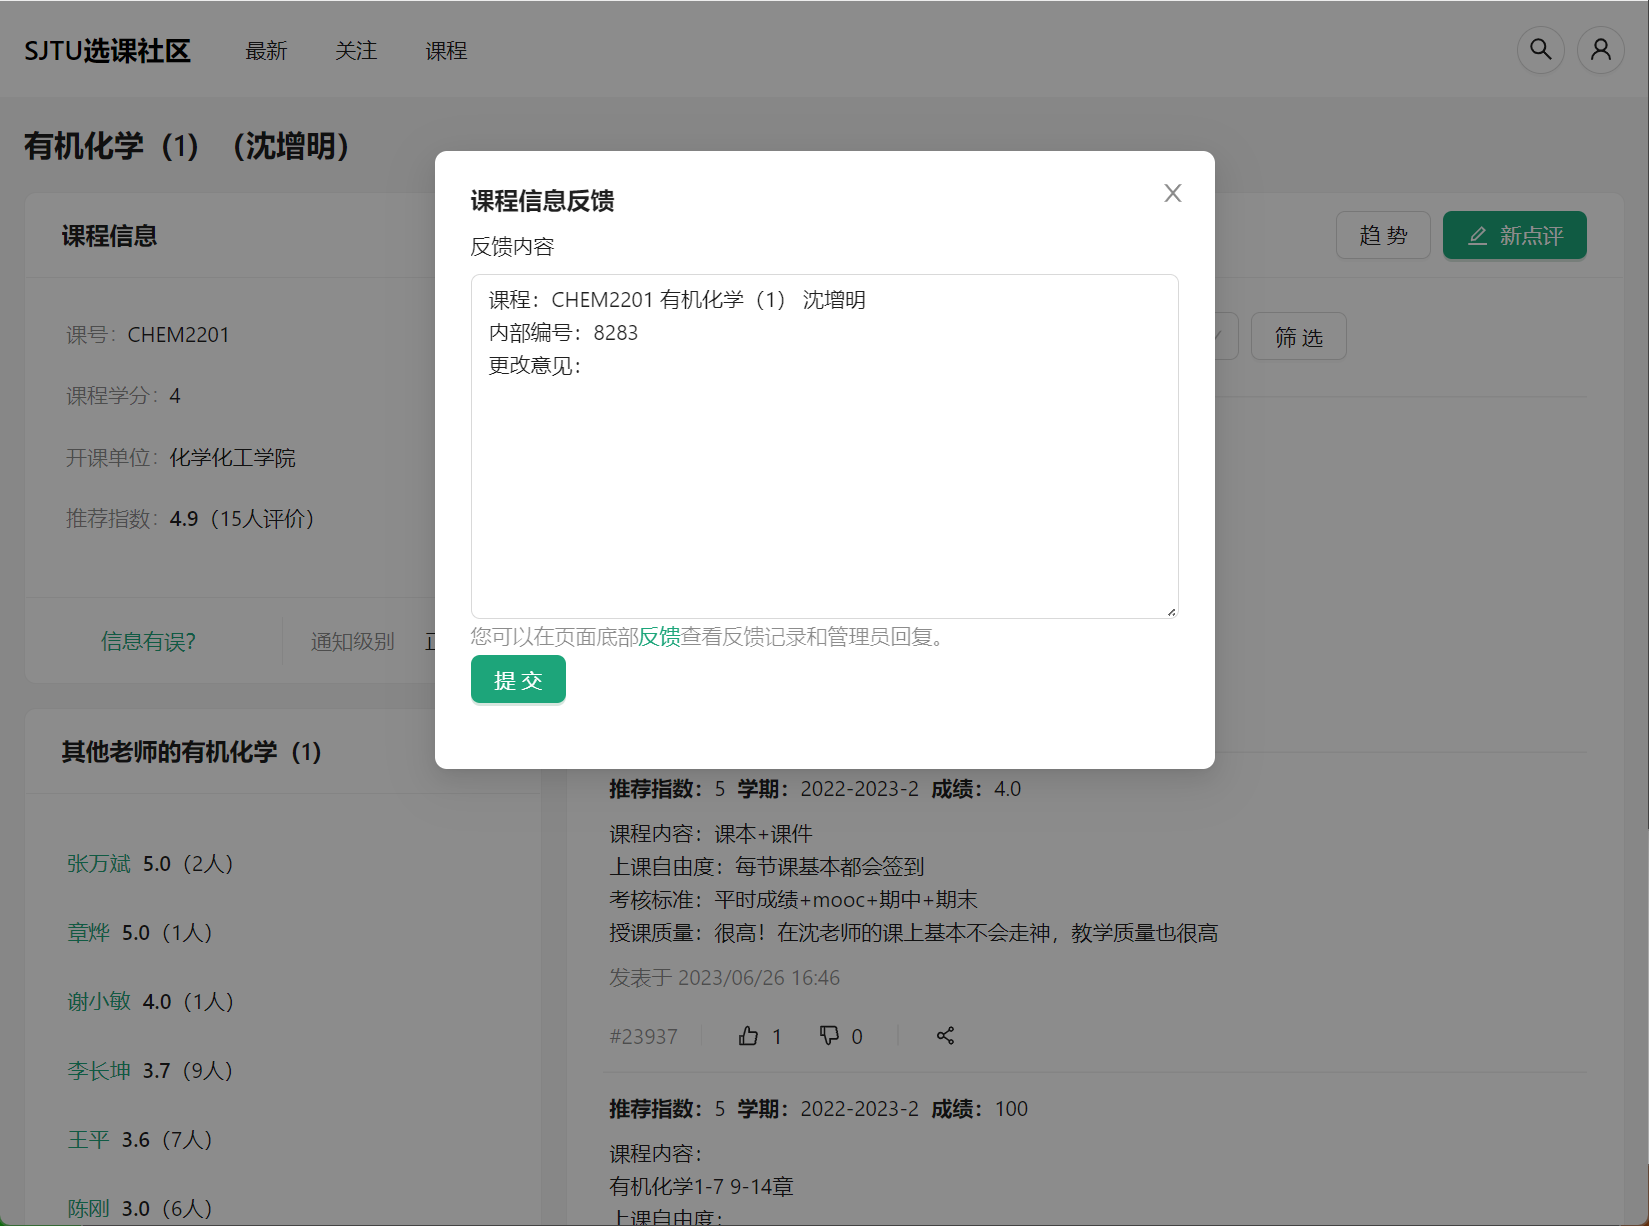 SJTU选课社区 最新 关注 课程
有机化学（1）（沈增明）
课程信息
课号：CHEM2201
课程学分：4
开课单位：化学化工学院
推荐指数：4.9（15人评价）
信息有误? 通知级别
其他老师的有机化学（1）
张万斌 5.0（2人）
章烨 5.0（1人）
谢小敏 4.0（1人）
李长坤 3.7（9人）
王平 3.6（7人）
陈刚 3.0（6人）
课程信息反馈
反馈内容
课程：CHEM2201 有机化学（1） 沈增明
内部编号：8283
更改意见：
您可以在页面底部反馈查看反馈记录和管理员回复。
提 交
趋 势 新点评
筛 选
推荐指数：5 学期：2022-2023-2 成绩：4.0
课程内容：课本+课件
上课自由度：每节课基本都会签到
考核标准：平时成绩+mooc+期中+期末
授课质量：很高！在沈老师的课上基本不会走神，教学质量也很高
发表于 2023/06/26 16:46
#23937 1 0
推荐指数：5 学期：2022-2023-2 成绩：100
课程内容：
有机化学1-7 9-14章
上课自由度：